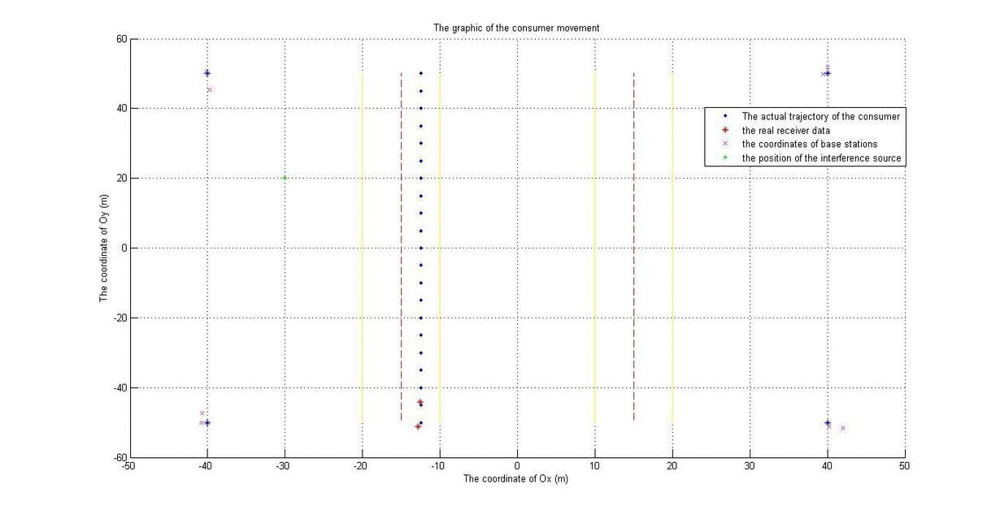 The graphic of the consumer movement
60
40
20
0
-20
-40
-60
The coordinate of Oy (m)
The actual trajectory of the consumer
the real receiver data
the coordinates of base stations
the position of the interference source
-50 -40 -30 -20 -10 0 10 20 30 40 50
The coordinate of Ox (m)